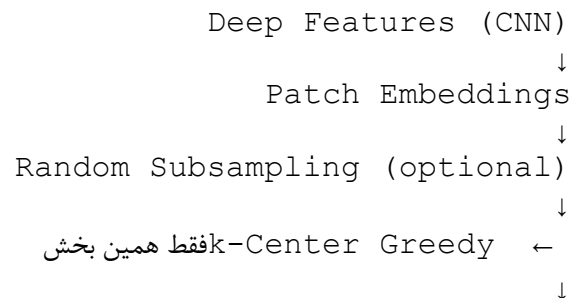 Deep Features (CNN)
↓
Patch Embeddings
↓
Random Subsampling (optional)
↓
k-Center Greedy ← فقط همین بخش
↓